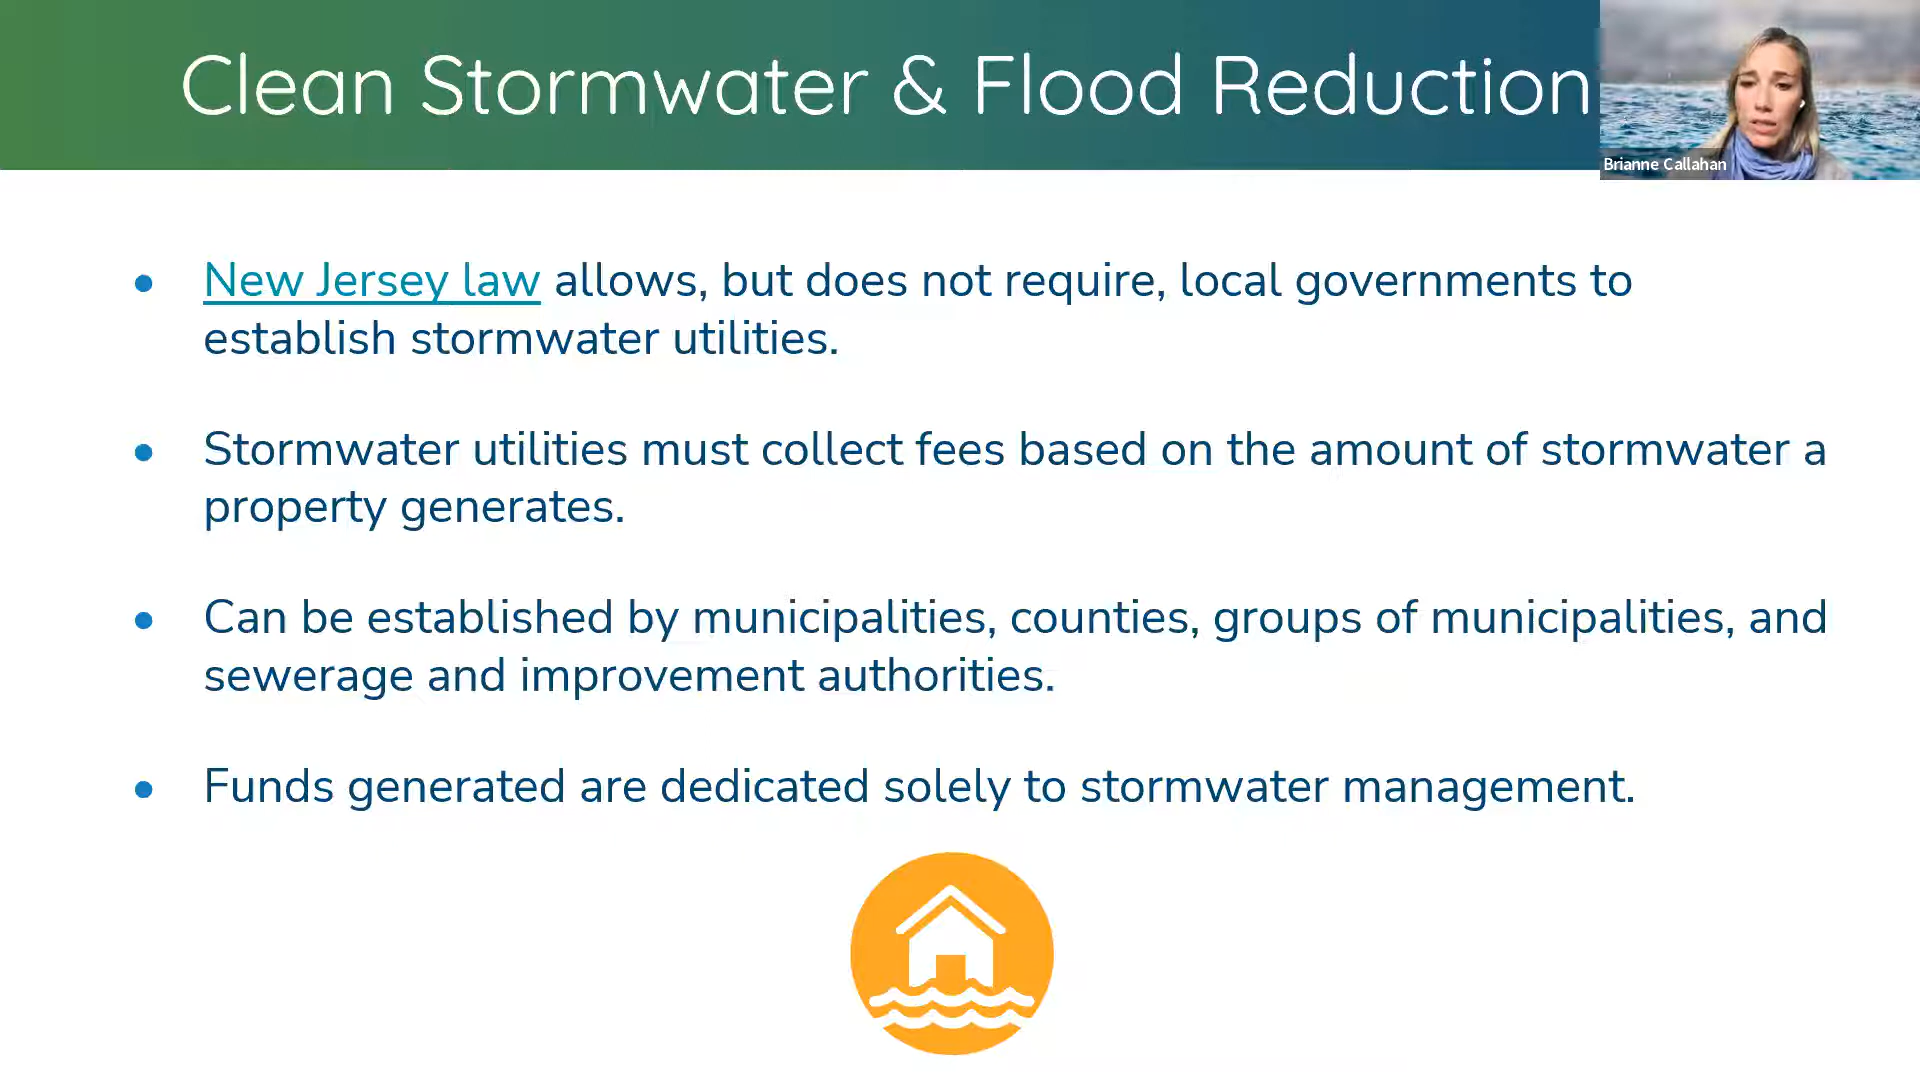 Clean Stormwater & Flood Reduction
Brianne Callahan
New Jersey law allows, but does not require, local governments to
establish stormwater utilities.
Stormwater utilities must collect fees based on the amount of stormwater a
property generates.
Can be established by municipalities, counties, groups of municipalities, and
sewerage and improvement authorities.
Funds generated are dedicated solely to stormwater management.